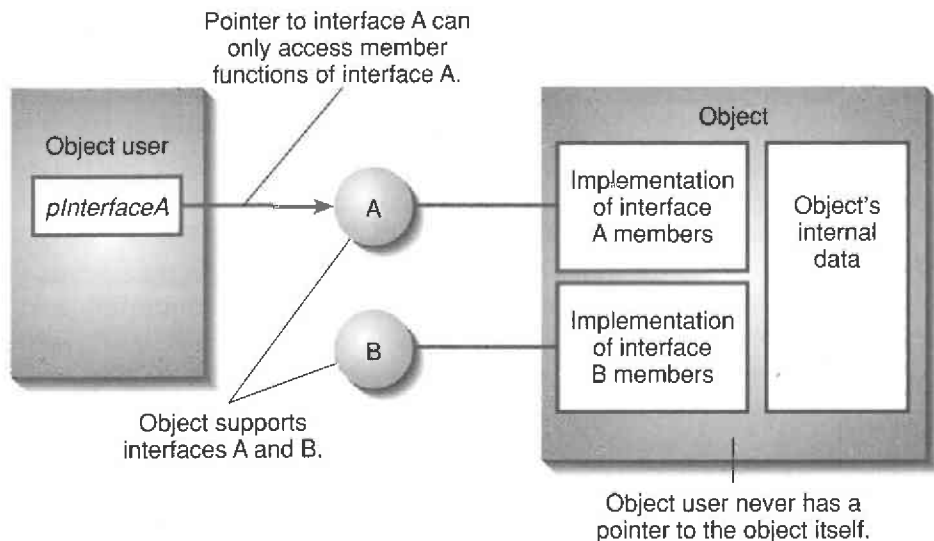 Pointer to interface A can
only access member
functions of interface A.
Object user
pInterfaceA
A
B
Object supports
interfaces A and B.
Object
Implementation
of interface
A members
Implementation
of interface
B members
Object's
internal
data
Object user never has a
pointer to the object itself.